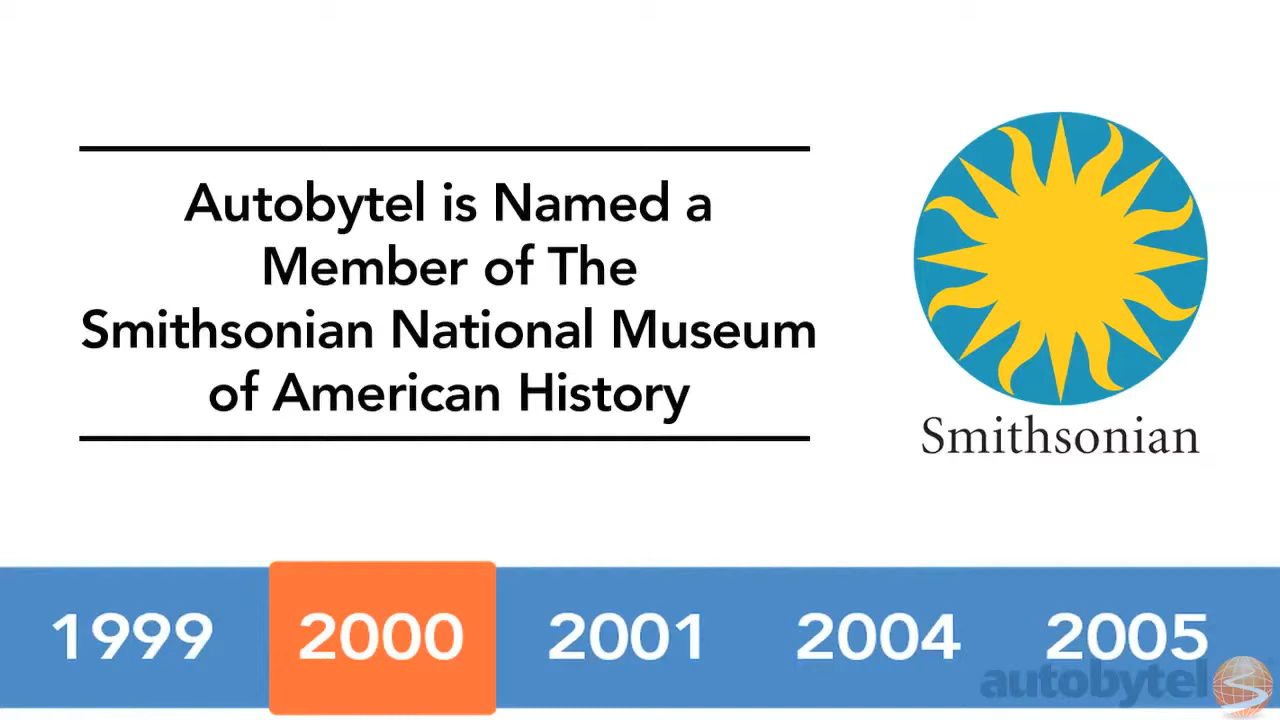 Autobytel is Named a
Member of The
Smithsonian National Museum
of American History
Smithsonian
1999 2000 2001 2004 2005
autobytel